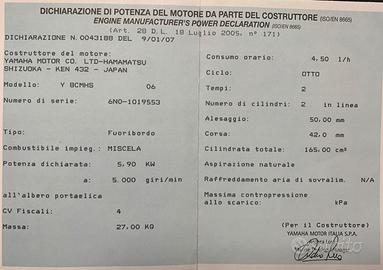 DICHIARAZIONE DI POTENZA DEL MOTORE DA PARTE DEL COSTRUTTORE (ISO/EN 8665)
ENGINE MANUFACTURER'S POWER DECLARATION (ISO/EN 8665)
(Art. 28 D.L. 18 Luglio 2005, n° 171)
DICHIARAZIONE N.0043188 DEL 9/01/07
Costruttore del motore:
YAMAHA MOTOR CO. LTD-HAMAMATSU
SHIZUOKA - KEN 432 - JAPAN
Modello: Y 8CMHS 06
Numero di serie: 6N0-1019553
Tipo: Fuoribordo
Combustibile impieg.: MISCELA
Potenza dichiarata: 5,90 KW
a: 5.000 giri/min
all'albero portaelica
CV Fiscali: 4
Massa: 27,00 KG
Consumo orario: 4,50 l/h
Ciclo: OTTO
Tempi: 2
Numero di cilindri: 2 in linea
Alesaggio: 50,00 mm
Corsa: 42,0 mm
Cilindrata totale: 165,00 cm³
Aspirazione naturale
Raffreddamento aria di sovralim. N/A
Massima contropressione
allo scarico: kPa
(Per il Costruttore)
YAMAHA MOTOR ITALIA S.P.A.